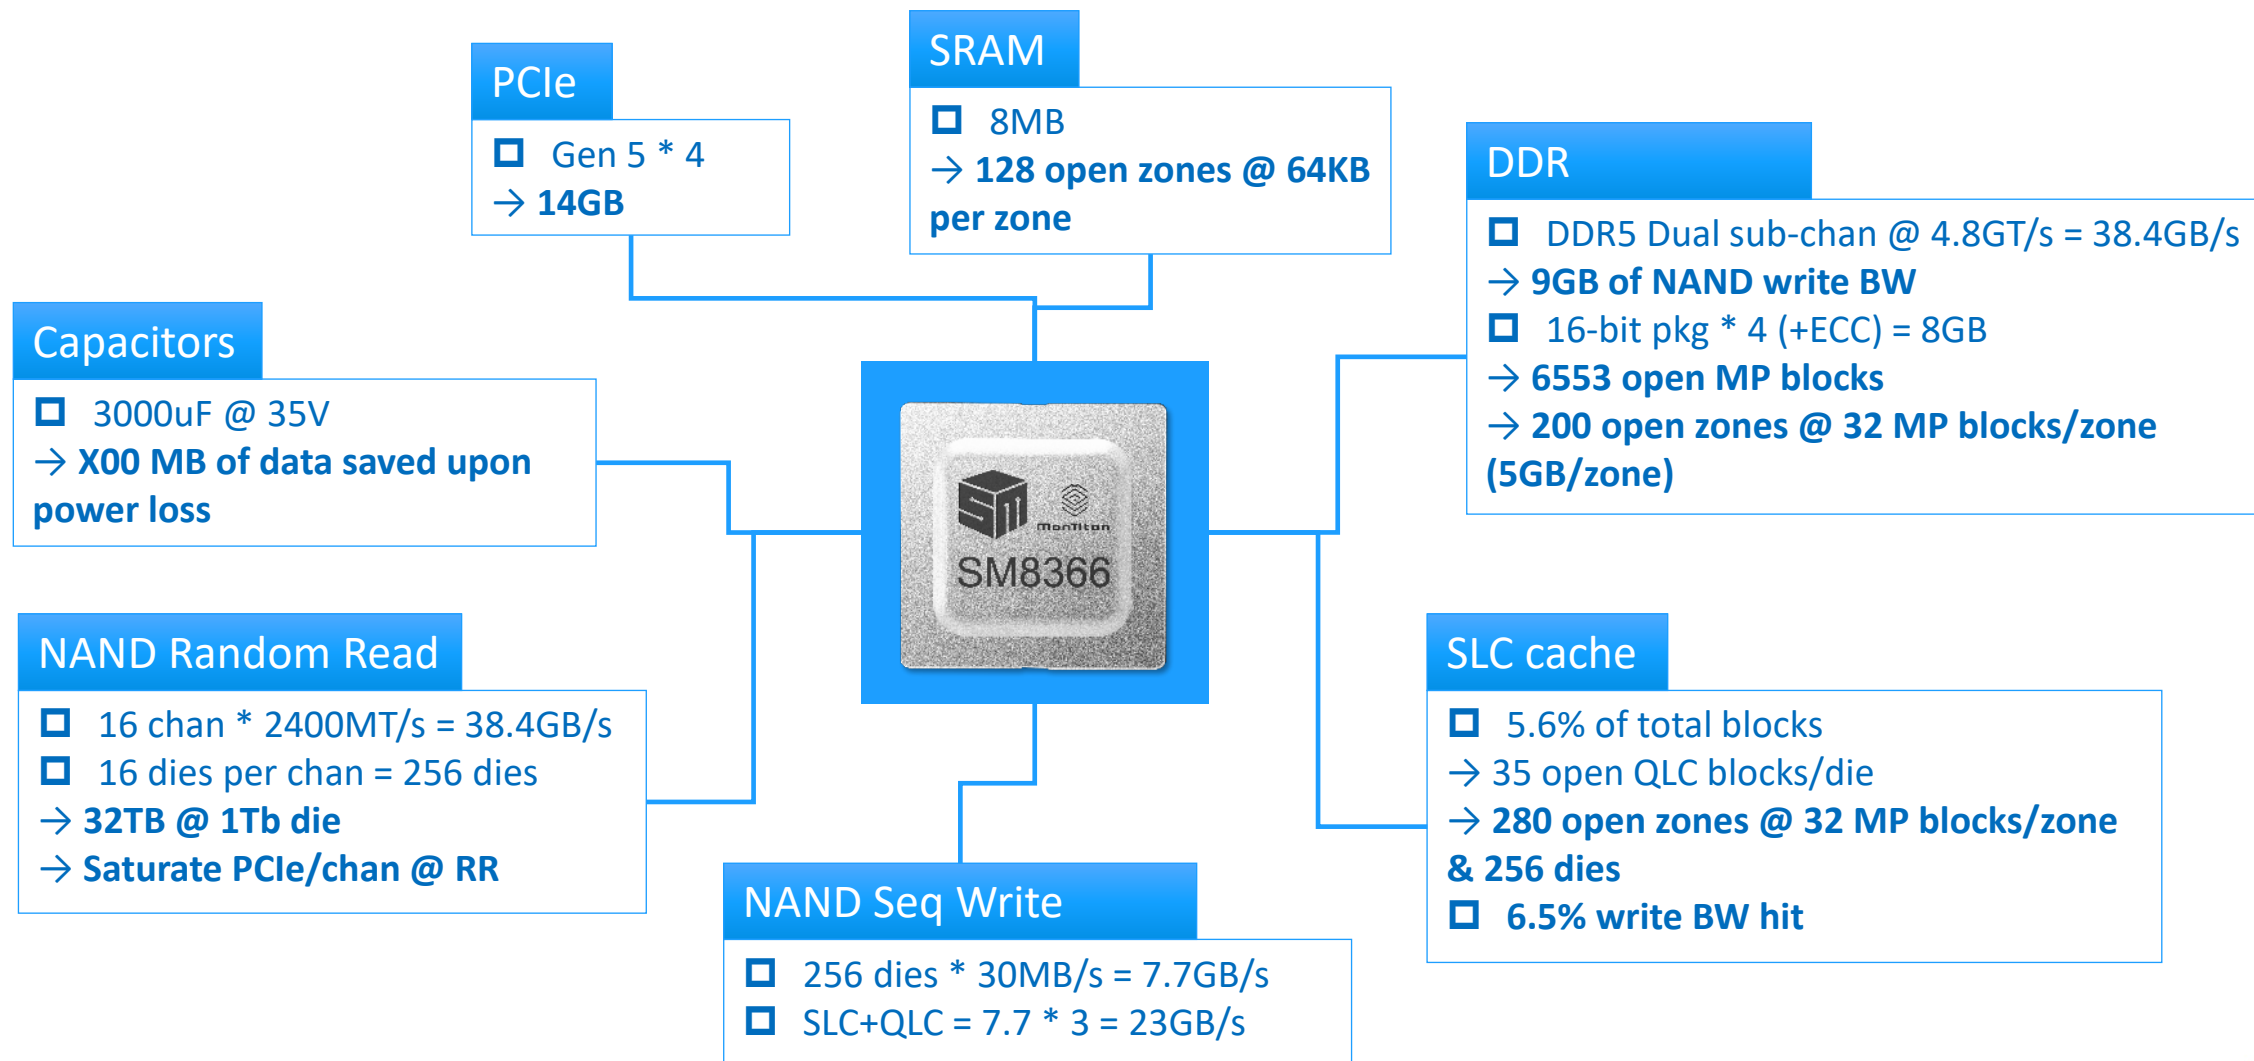 PCIe
Gen 5 * 4
→ 14GB
SRAM
8MB
→ 128 open zones @ 64KB
per zone
DDR
DDR5 Dual sub-chan @ 4.8GT/s = 38.4GB/s
→ 9GB of NAND write BW
16-bit pkg * 4 (+ECC) = 8GB
→ 6553 open MP blocks
→ 200 open zones @ 32 MP blocks/zone
(5GB/zone)
Capacitors
3000uF @ 35V
→ X00 MB of data saved upon
power loss
SM
MonTitan
SM8366
NAND Random Read
16 chan * 2400MT/s = 38.4GB/s
16 dies per chan = 256 dies
→ 32TB @ 1Tb die
→ Saturate PCIe/chan @ RR
SLC cache
5.6% of total blocks
→ 35 open QLC blocks/die
→ 280 open zones @ 32 MP blocks/zone
& 256 dies
6.5% write BW hit
NAND Seq Write
256 dies * 30MB/s = 7.7GB/s
SLC+QLC = 7.7 * 3 = 23GB/s